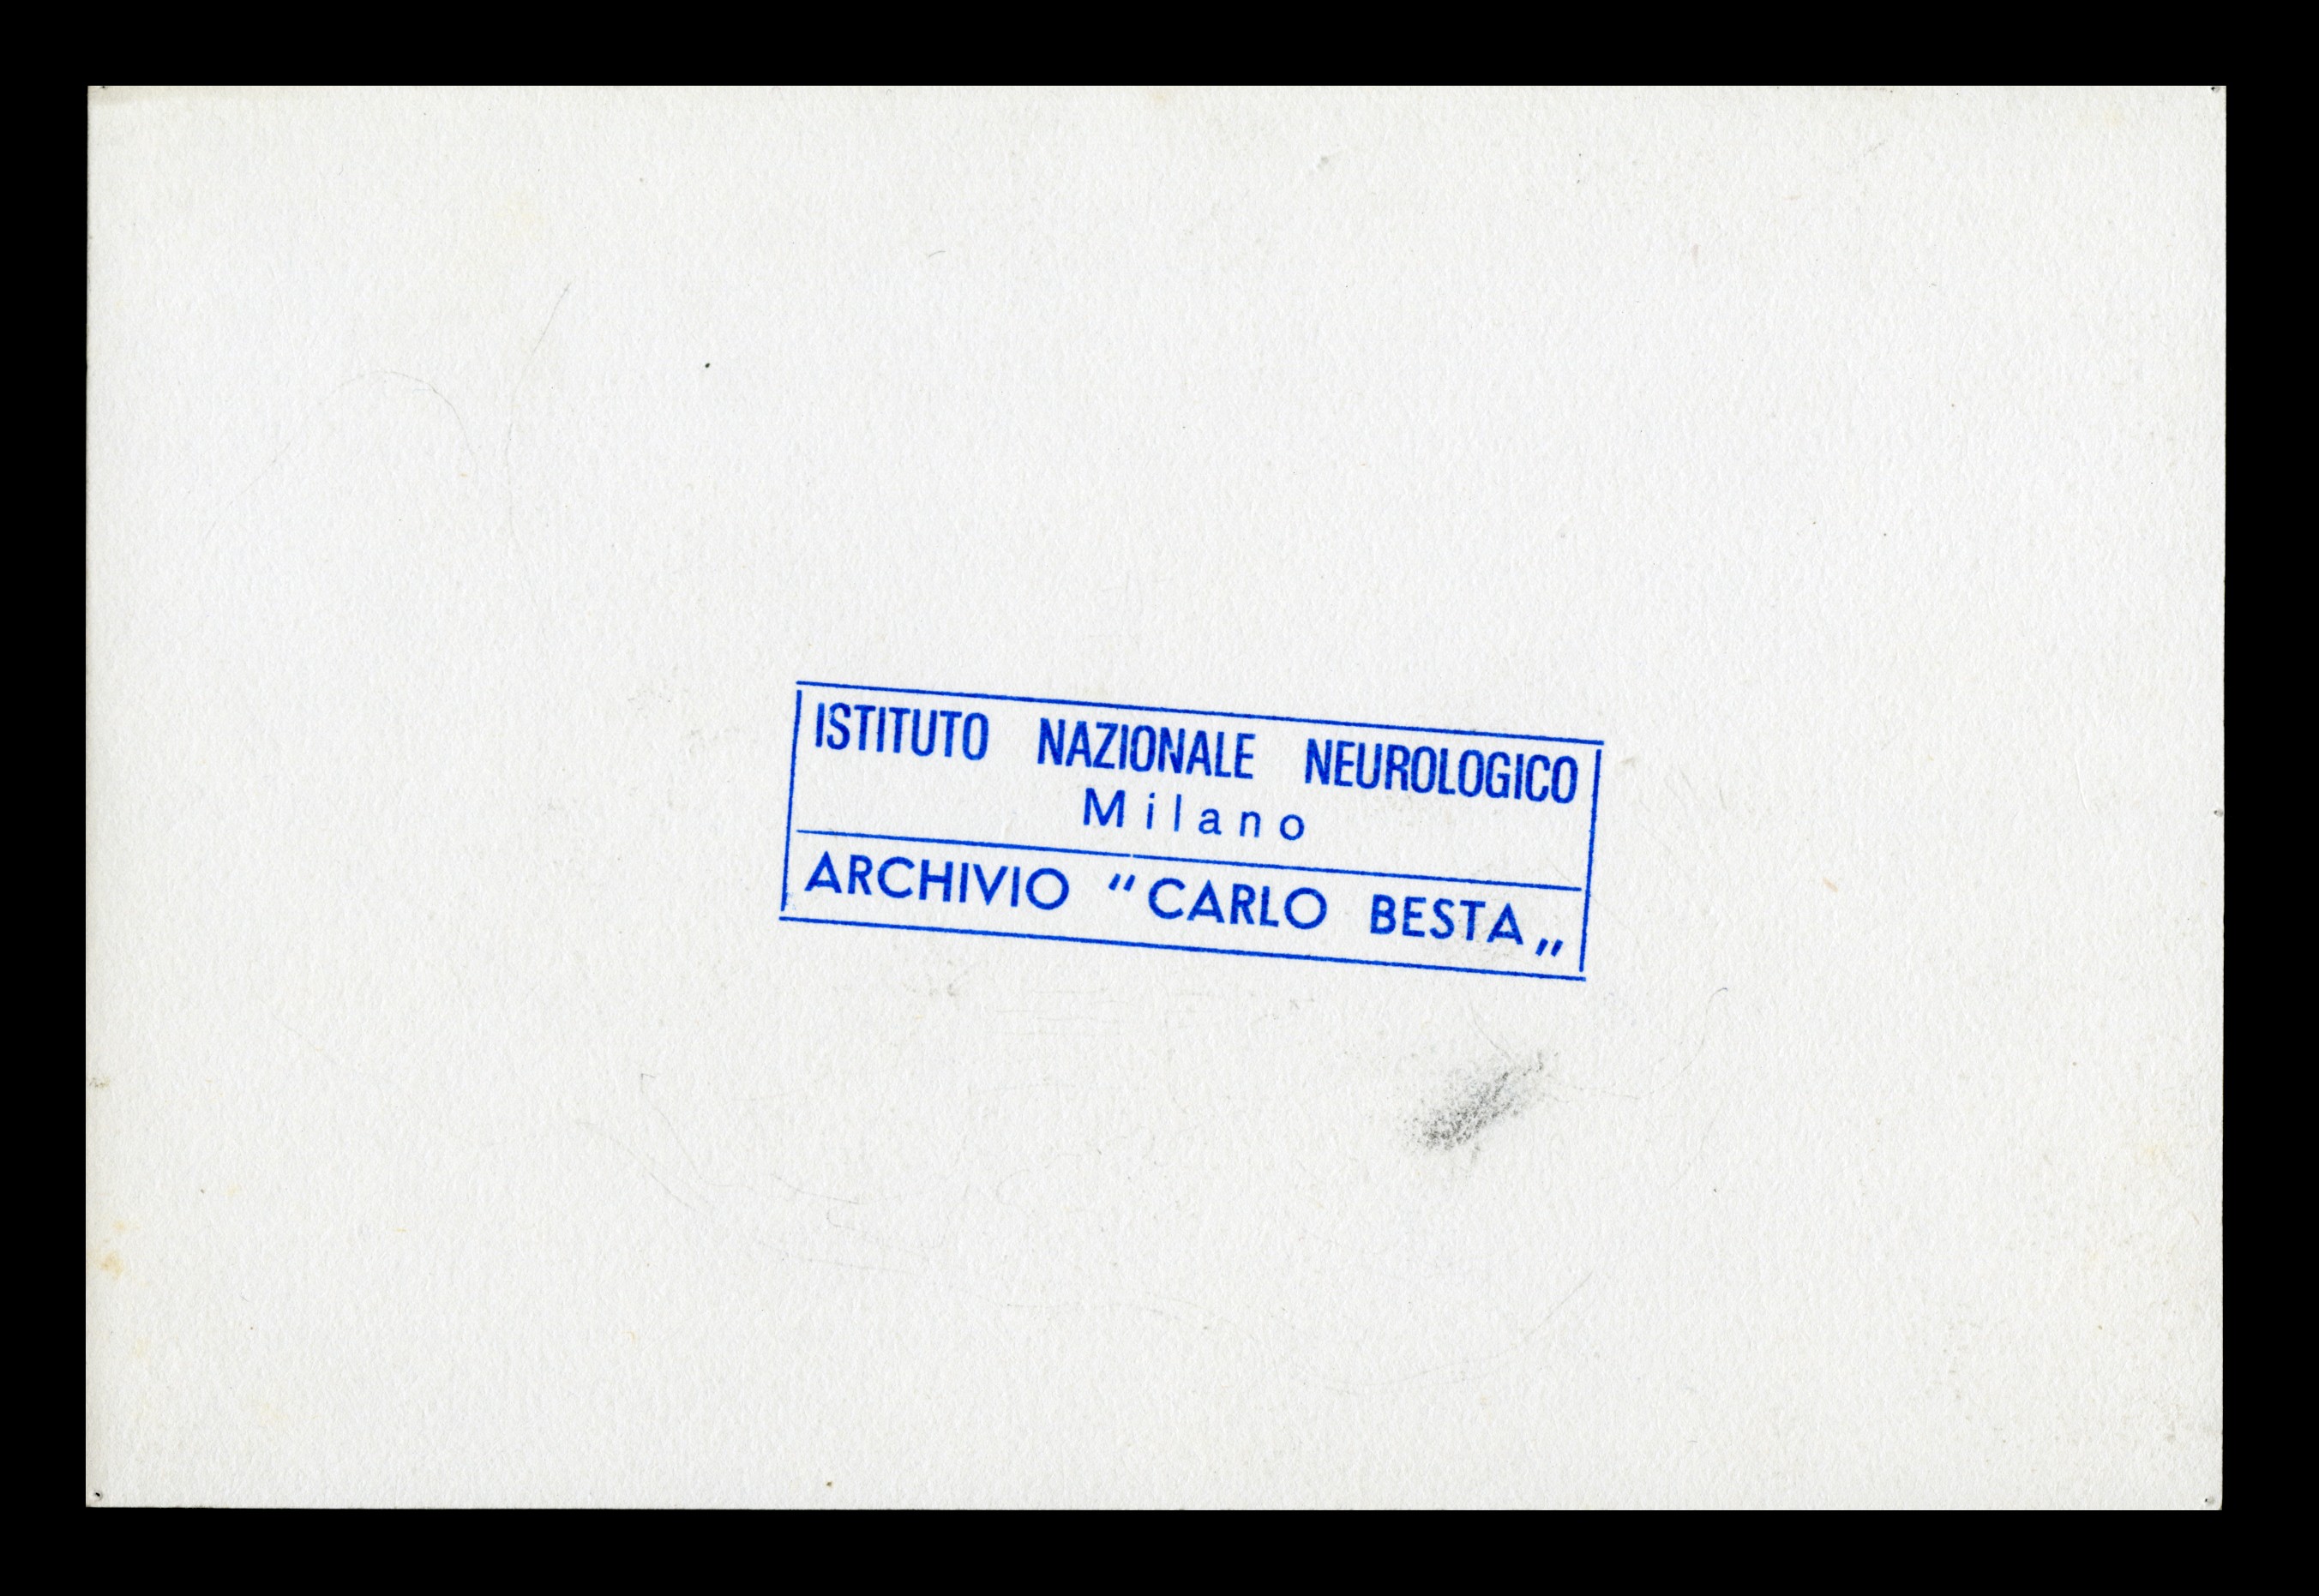 ISTITUTO NAZIONALE NEUROLOGICO
Milano
ARCHIVIO "CARLO BESTA„